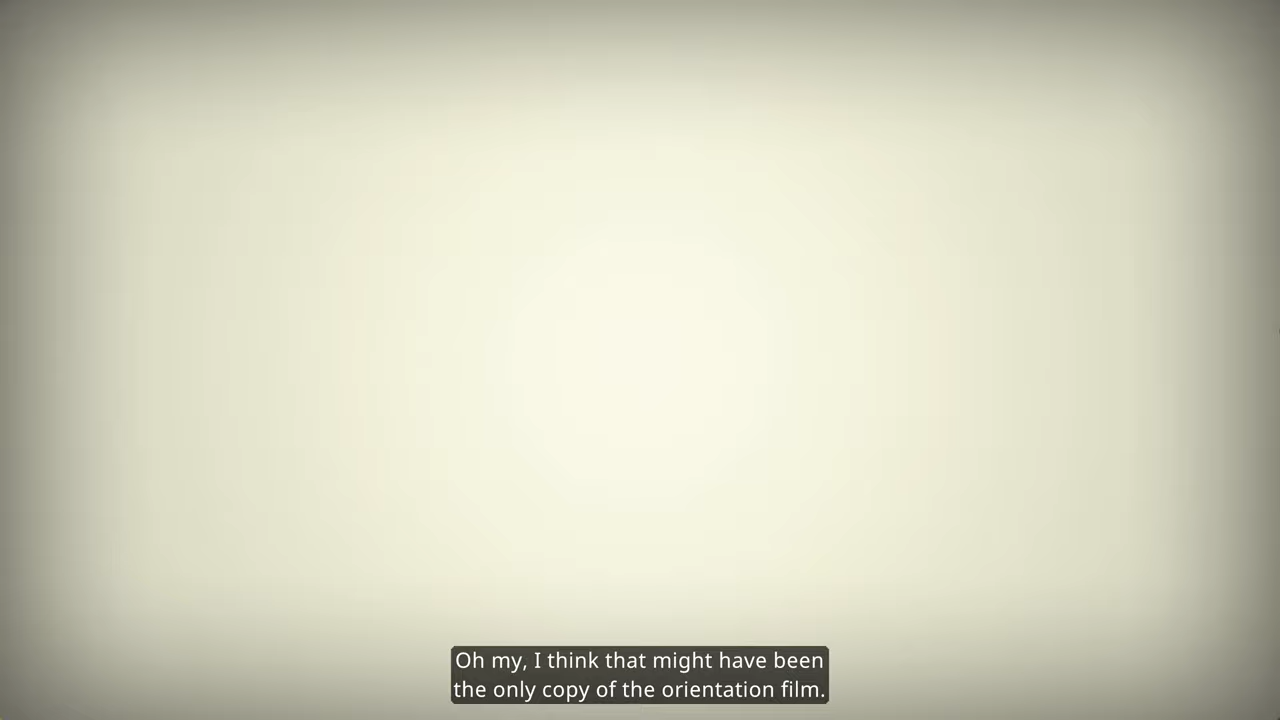 Oh my, I think that might have been
the only copy of the orientation film.